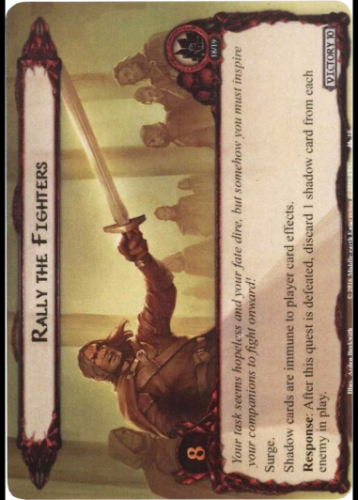 RALLY THE FIGHTERS
18/19
Your task seems hopeless and your fate dire, but somehow you must inspire
your companions to fight onward!
Surge.
Shadow cards are immune to player card effects.
Response: After this quest is defeated, discard 1 shadow card from each
enemy in play.
8
VICTORY 10